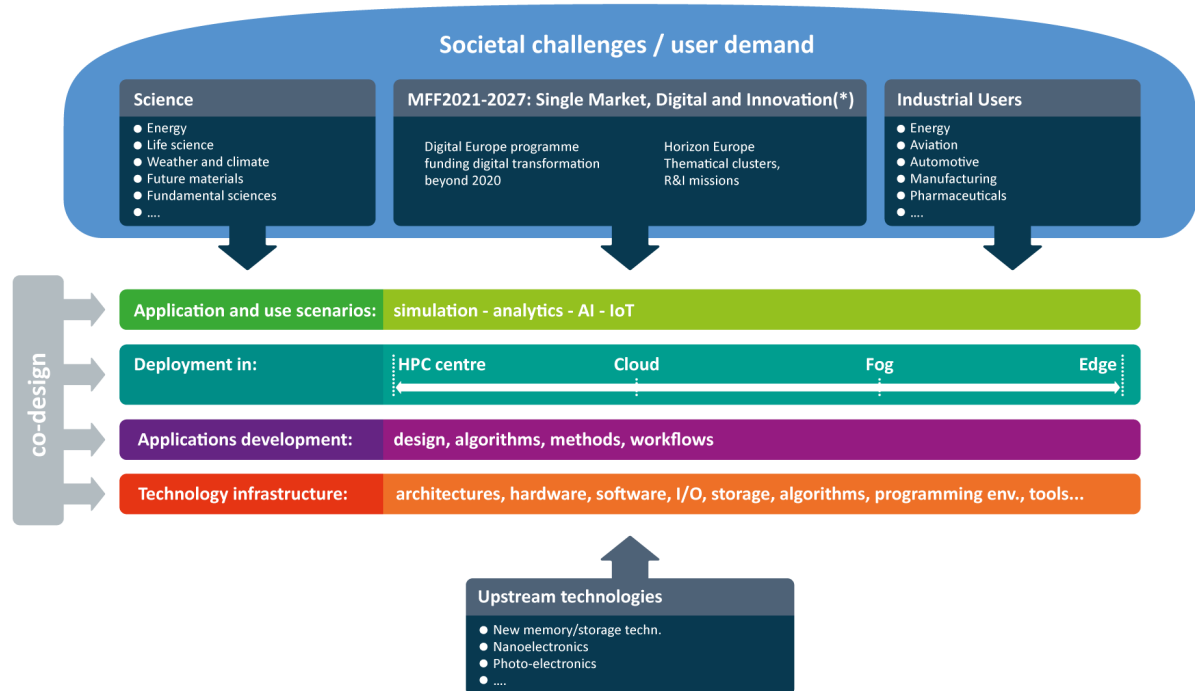 Societal challenges / user demand
Science
● Energy
● Life science
● Weather and climate
● Future materials
● Fundamental sciences
● ....
MFF2021-2027: Single Market, Digital and Innovation(*)
Digital Europe programme
funding digital transformation
beyond 2020
Horizon Europe
Thematical clusters,
R&I missions
Industrial Users
● Energy
● Aviation
● Automotive
● Manufacturing
● Pharmaceuticals
● ....
co-design
Application and use scenarios: simulation - analytics - AI - IoT
Deployment in: HPC centre Cloud Fog Edge
Applications development: design, algorithms, methods, workflows
Technology infrastructure: architectures, hardware, software, I/O, storage, algorithms, programming env., tools...
Upstream technologies
● New memory/storage techn.
● Nanoelectronics
● Photo-electronics
● ....